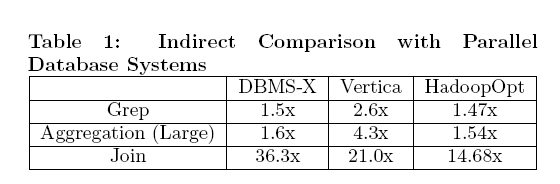 Table 1: Indirect Comparison with Parallel
Database Systems
DBMS-X Vertica HadoopOpt
Grep 1.5x 2.6x 1.47x
Aggregation (Large) 1.6x 4.3x 1.54x
Join 36.3x 21.0x 14.68x